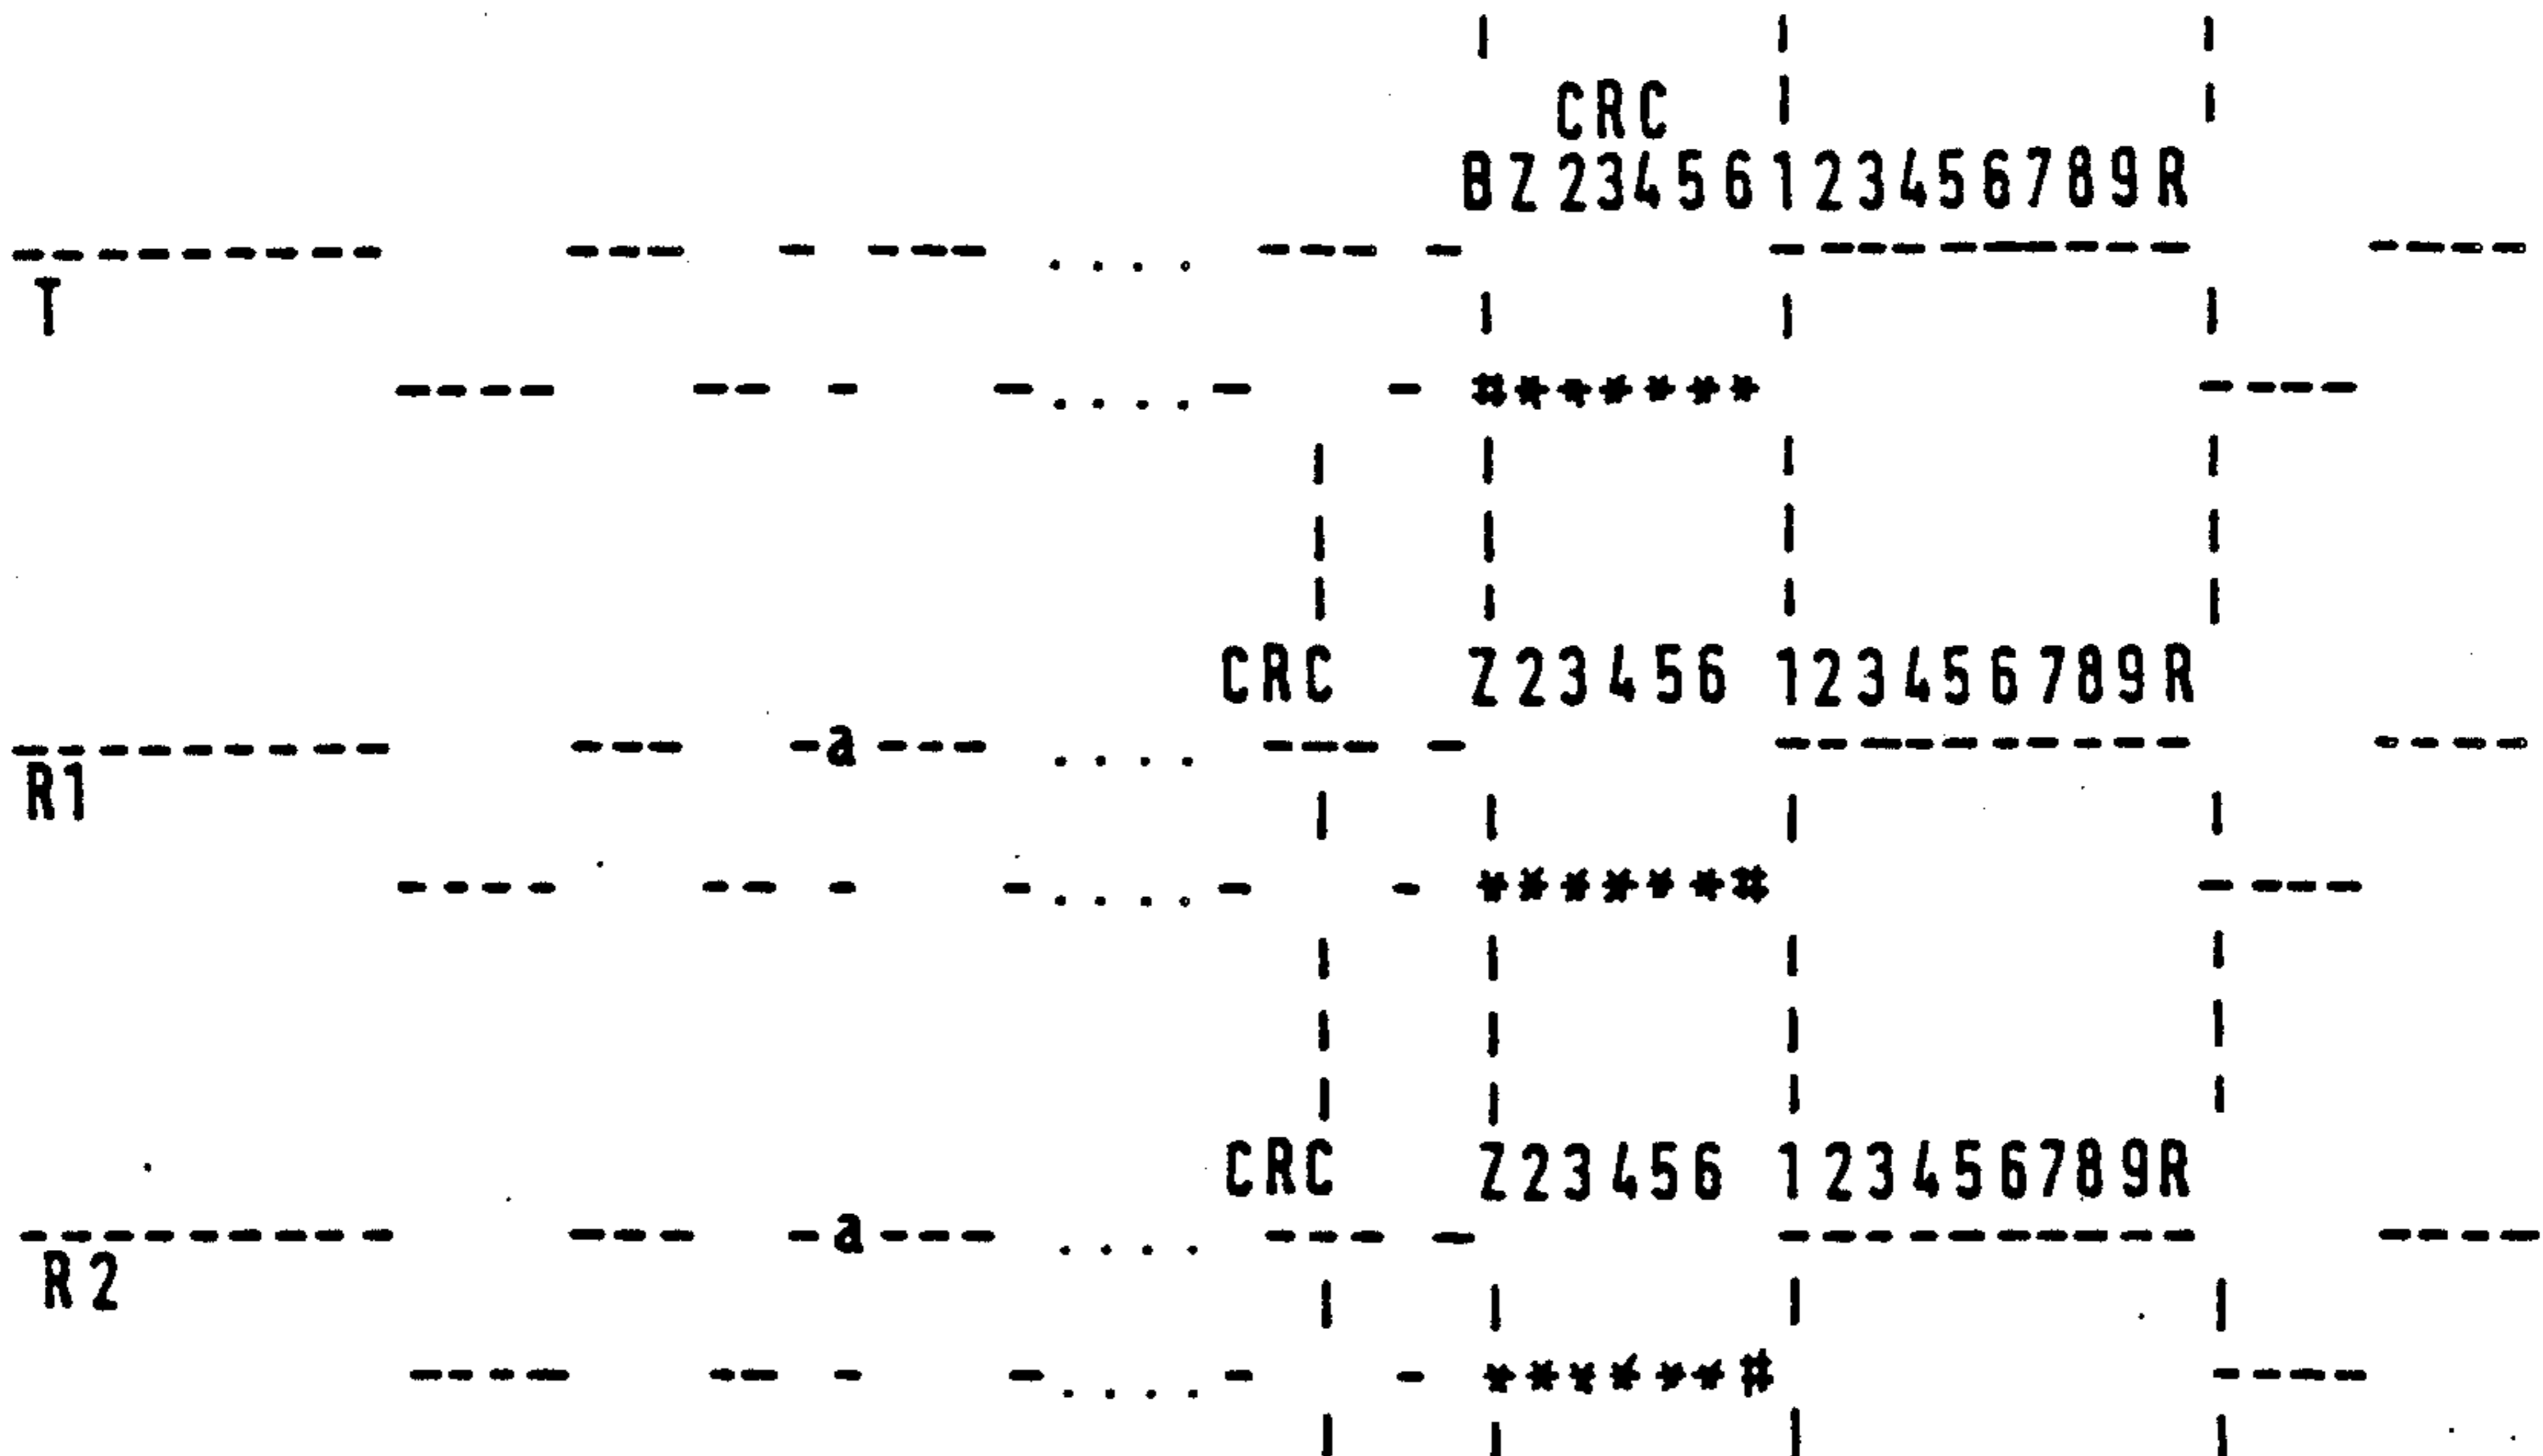 CRC
BZ23456123456789R
T
#******
CRC Z23456 123456789R
a
R1
******#
CRC Z23456 123456789R
a
R2
******#